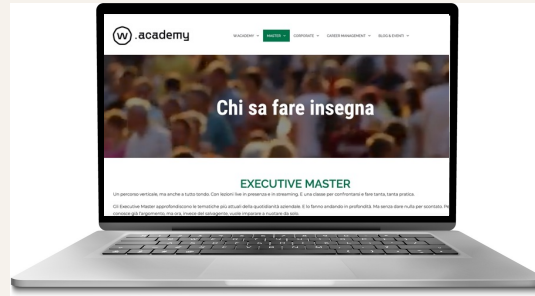 w.academy
W ACADEMY MASTER CORPORATE CAREER MANAGEMENT BLOG & EVENTI
Chi sa fare insegna
EXECUTIVE MASTER
Un percorso verticale, ma anche a tutto tondo. Con lezioni live in presenza e in streaming. E una classe per confrontarsi e fare tanta, tanta pratica.
Gli Executive Master approfondiscono le tematiche più attuali della quotidianità aziendale. E lo fanno andando in profondità. Ma senza dare nulla per scontato. Pe
conosce già l'argomento, ma ora, invece del salvagente, vuole imparare a nuotare da solo.